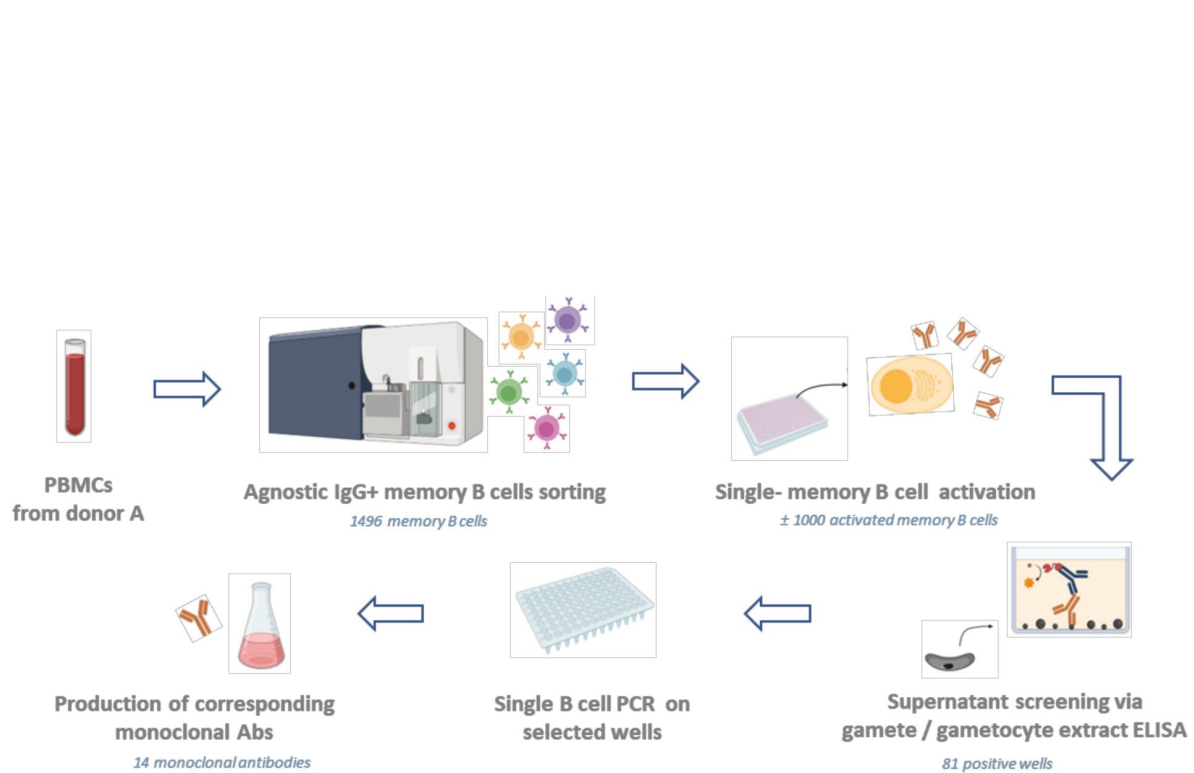 PBMCs
from donor A
Agnostic IgG+ memory B cells sorting
1496 memory B cells
Single- memory B cell activation
± 1000 activated memory B cells
Supernatant screening via
gamete / gametocyte extract ELISA
81 positive wells
Single B cell PCR on
selected wells
Production of corresponding
monoclonal Abs
14 monoclonal antibodies